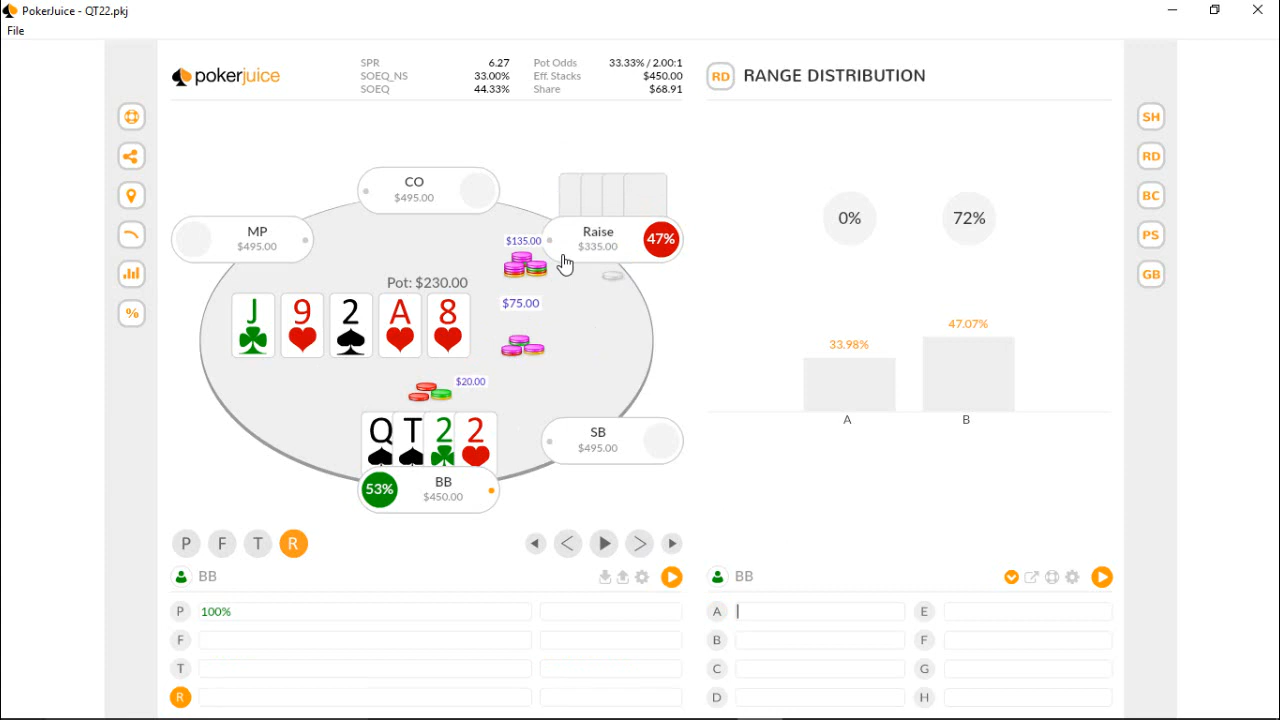 PokerJuice - QT22.pkj
File
pokerjuice
SPR 6.27 Pot Odds 33.33% / 2.00:1
SOEQ_NS 33.00% Eff. Stacks $450.00
SOEQ 44.33% Share $68.91
RD RANGE DISTRIBUTION
SH
RD
BC
PS
GB
%
CO
$495.00
MP
$495.00
Raise
$335.00
47%
$135.00
Pot: $230.00
$75.00
J 9 2 A 8
$20.00
Q T 2 2
SB
$495.00
53%
BB
$450.00
0% 72%
33.98% 47.07%
A B
P F T R
BB
P 100%
F
T
R
BB
A E
B F
C G
D H